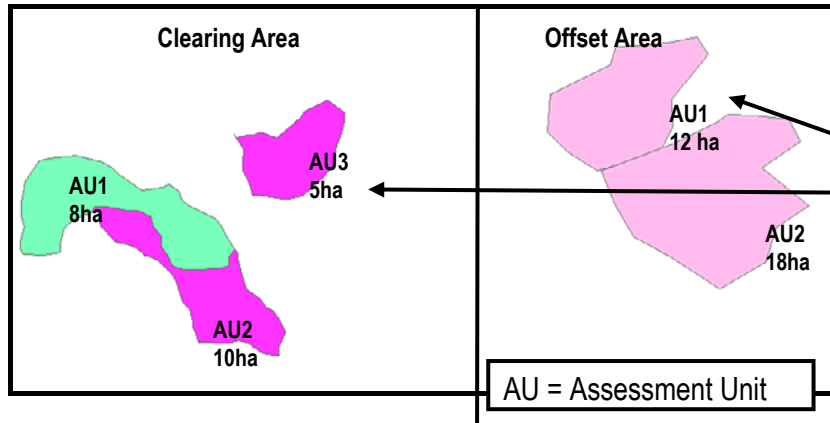 Clearing Area
AU3
5ha
AU1
8ha
AU2
10ha
Offset Area
AU1
12 ha
AU2
18ha
AU = Assessment Unit